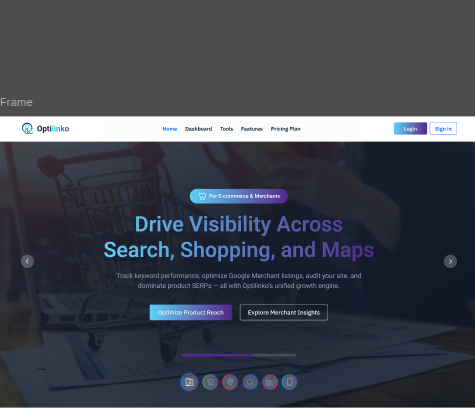 Frame
Optilinko
Home Dashboard Tools Features Pricing Plan
Login Sign in
For E-commerce & Merchants
Drive Visibility Across
Search, Shopping, and Maps
Track keyword performance, optimize Google Merchant listings, audit your site, and
dominate product SERPs — all with Optilinko's unified growth engine.
Optimize Product Reach Explore Merchant Insights